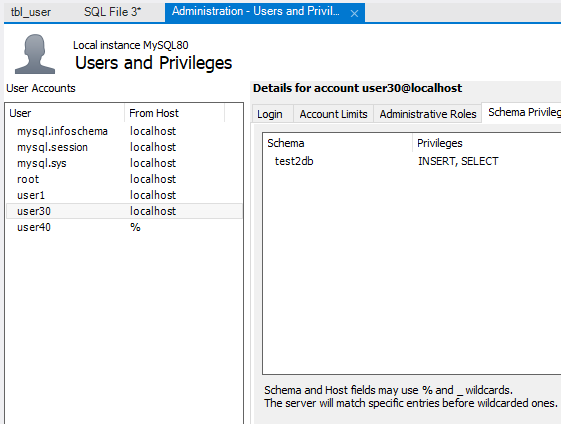 tbl_user SQL File 3* Administration - Users and Privil...
Local instance MySQL80
Users and Privileges
User Accounts
User From Host
mysql.infoschema localhost
mysql.session localhost
mysql.sys localhost
root localhost
user1 localhost
user30 localhost
user40 %
Details for account user30@localhost
Login Account Limits Administrative Roles Schema Privileg
Schema Privileges
test2db INSERT, SELECT
Schema and Host fields may use % and _ wildcards.
The server will match specific entries before wildcarded ones.